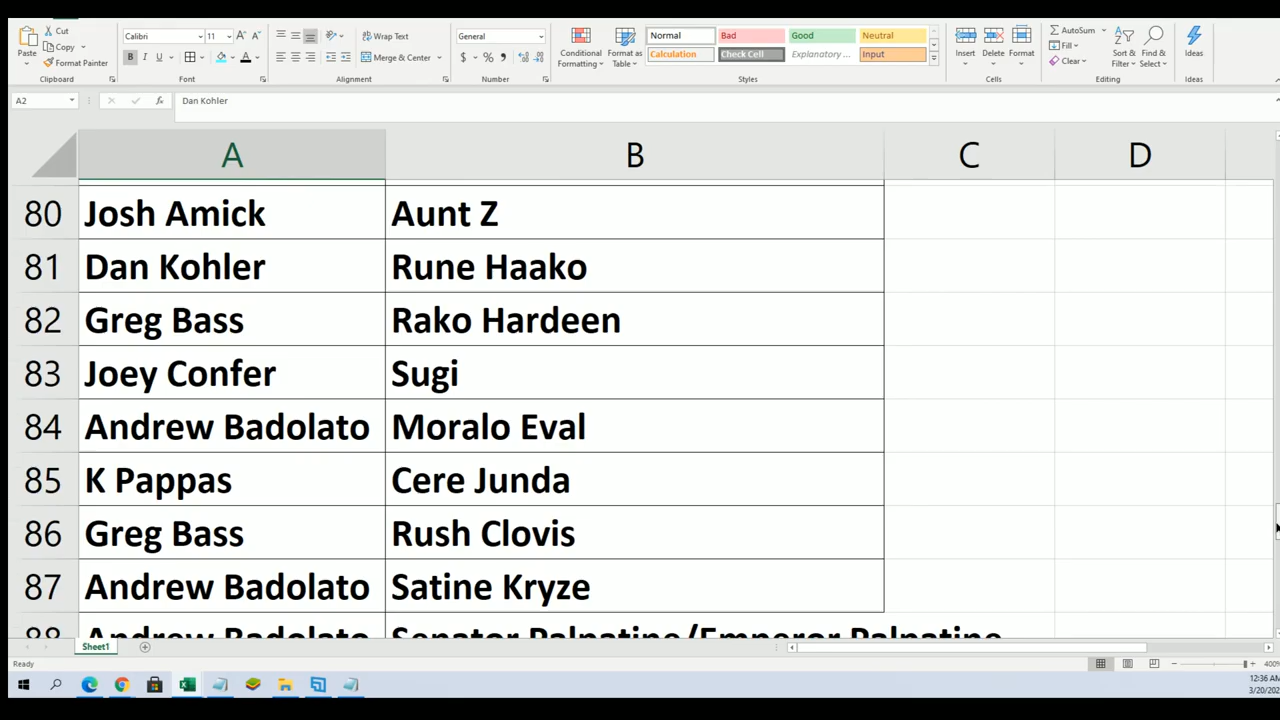 Cut
Copy
Format Painter
Paste
Clipboard
Calibri 11
B I U
Font
Wrap Text
Merge & Center
Alignment
General
$ % ,
Number
Conditional Formatting
Format as Table
Normal Bad Good Neutral
Calculation Check Cell Explanatory ... Input
Styles
Insert Delete Format
Cells
AutoSum
Fill
Clear
Sort & Filter
Find & Select
Editing
Ideas
Ideas
A2 fx Dan Kohler
A B C D
80 Josh Amick Aunt Z
81 Dan Kohler Rune Haako
82 Greg Bass Rako Hardeen
83 Joey Confer Sugi
84 Andrew Badolato Moralo Eval
85 K Pappas Cere Junda
86 Greg Bass Rush Clovis
87 Andrew Badolato Satine Kryze
88 Andrew Badolato Senator Palpatine/Emperor Palpatine
Sheet1
Ready 400%
12:36 AM
3/20/202